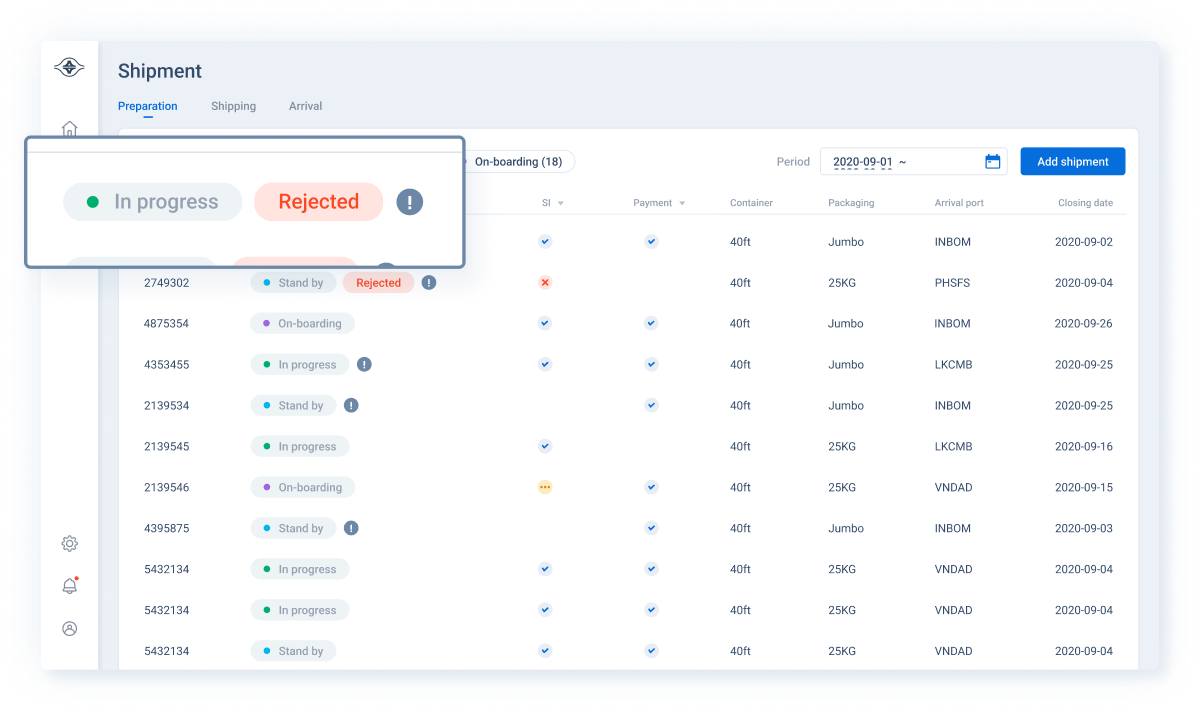 Shipment
Preparation Shipping Arrival
On-boarding (18) Period 2020-09-01 ~ Add shipment
In progress Rejected !
SI Payment Container Packaging Arrival port Closing date
40ft Jumbo INBOM 2020-09-02
2749302 Stand by Rejected ! 40ft 25KG PHSFS 2020-09-04
4875354 On-boarding 40ft Jumbo INBOM 2020-09-26
4353455 In progress ! 40ft Jumbo LKCMB 2020-09-25
2139534 Stand by ! 40ft Jumbo INBOM 2020-09-25
2139545 In progress 40ft 25KG LKCMB 2020-09-16
2139546 On-boarding 40ft 25KG VNDAD 2020-09-15
4395875 Stand by ! 40ft Jumbo INBOM 2020-09-03
5432134 In progress 40ft 25KG VNDAD 2020-09-04
5432134 In progress 40ft 25KG VNDAD 2020-09-04
5432134 Stand by 40ft 25KG VNDAD 2020-09-04